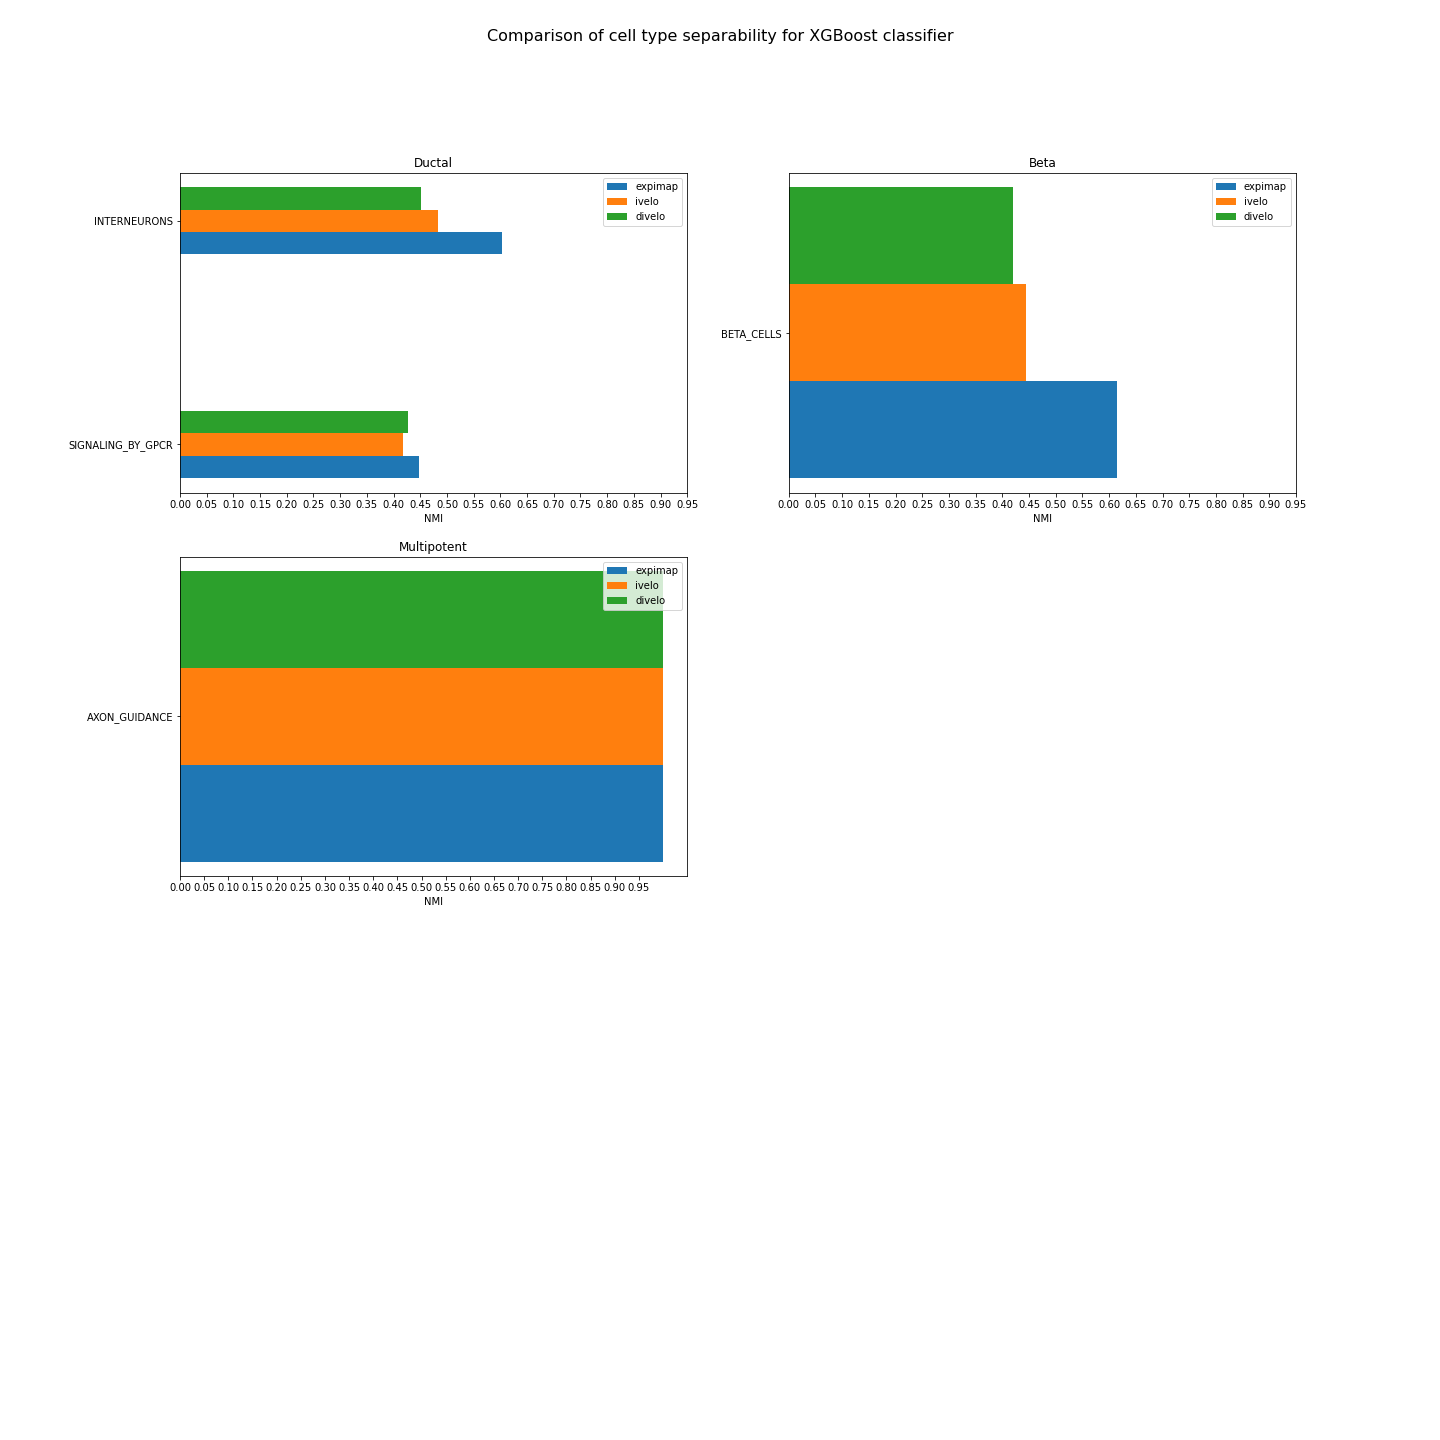 Comparison of cell type separability for XGBoost classifier
Ductal
INTERNEURONS
SIGNALING_BY_GPCR
expimap
ivelo
divelo
0.00 0.05 0.10 0.15 0.20 0.25 0.30 0.35 0.40 0.45 0.50 0.55 0.60 0.65 0.70 0.75 0.80 0.85 0.90 0.95
NMI
Beta
BETA_CELLS
expimap
ivelo
divelo
0.00 0.05 0.10 0.15 0.20 0.25 0.30 0.35 0.40 0.45 0.50 0.55 0.60 0.65 0.70 0.75 0.80 0.85 0.90 0.95
NMI
Multipotent
AXON_GUIDANCE
expimap
ivelo
divelo
0.00 0.05 0.10 0.15 0.20 0.25 0.30 0.35 0.40 0.45 0.50 0.55 0.60 0.65 0.70 0.75 0.80 0.85 0.90 0.95
NMI